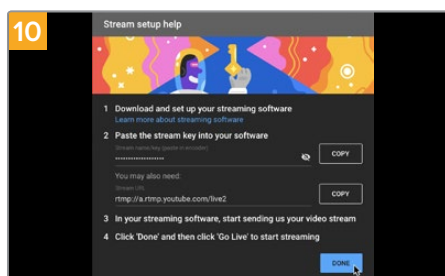 10
Stream setup help
1 Download and set up your streaming software
Learn more about streaming software
2 Paste the stream key into your software
Stream name/key (paste in encoder)
••••••••••••••••••••
COPY
You may also need:
Stream URL
rtmp://a.rtmp.youtube.com/live2
COPY
3 In your streaming software, start sending us your video stream
4 Click 'Done' and then click 'Go Live' to start streaming
DONE